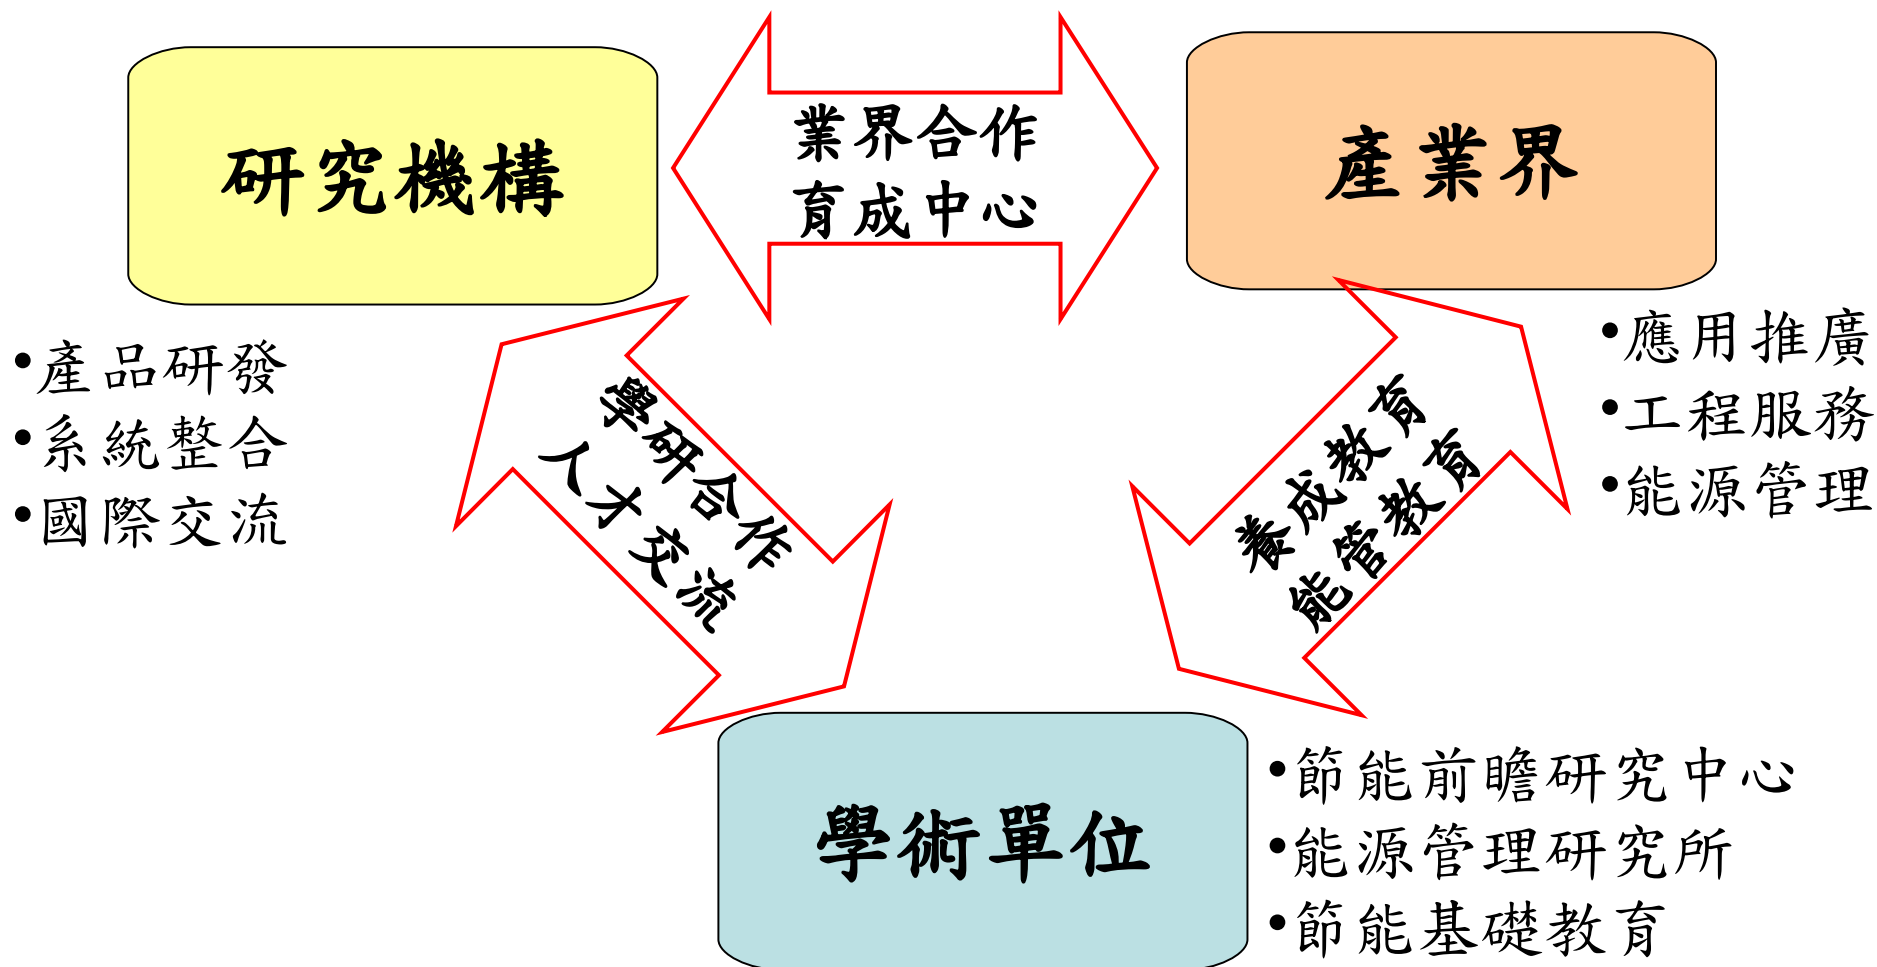 研究機構
業界合作
育成中心
產業界
•產品研發
•系統整合
•國際交流
學研合作
人才交流
養成教育
能管教育
•應用推廣
•工程服務
•能源管理
學術單位
•節能前瞻研究中心
•能源管理研究所
•節能基礎教育